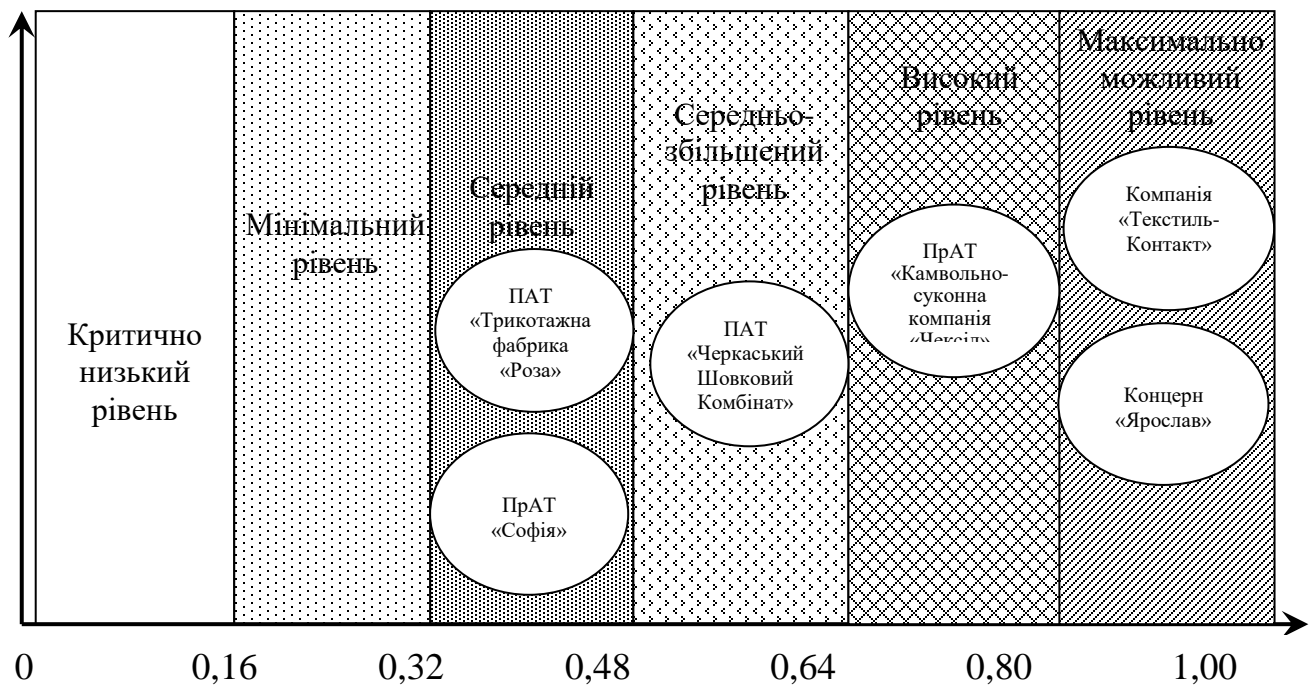 Критично
низький
рівень
Мінімальний
рівень
Середній
рівень
ПАТ
«Трикотажна
фабрика
«Роза»
ПрАТ
«Софія»
Середньо-
збільшений
рівень
ПАТ
«Черкаський
Шовковий
Комбінат»
Високий
рівень
ПрАТ
«Камвольно-
суконна
компанія
«Чексіл»
Максимально
можливий
рівень
Компанія
«Текстиль-
Контакт»
Концерн
«Ярослав»
0 0,16 0,32 0,48 0,64 0,80 1,00